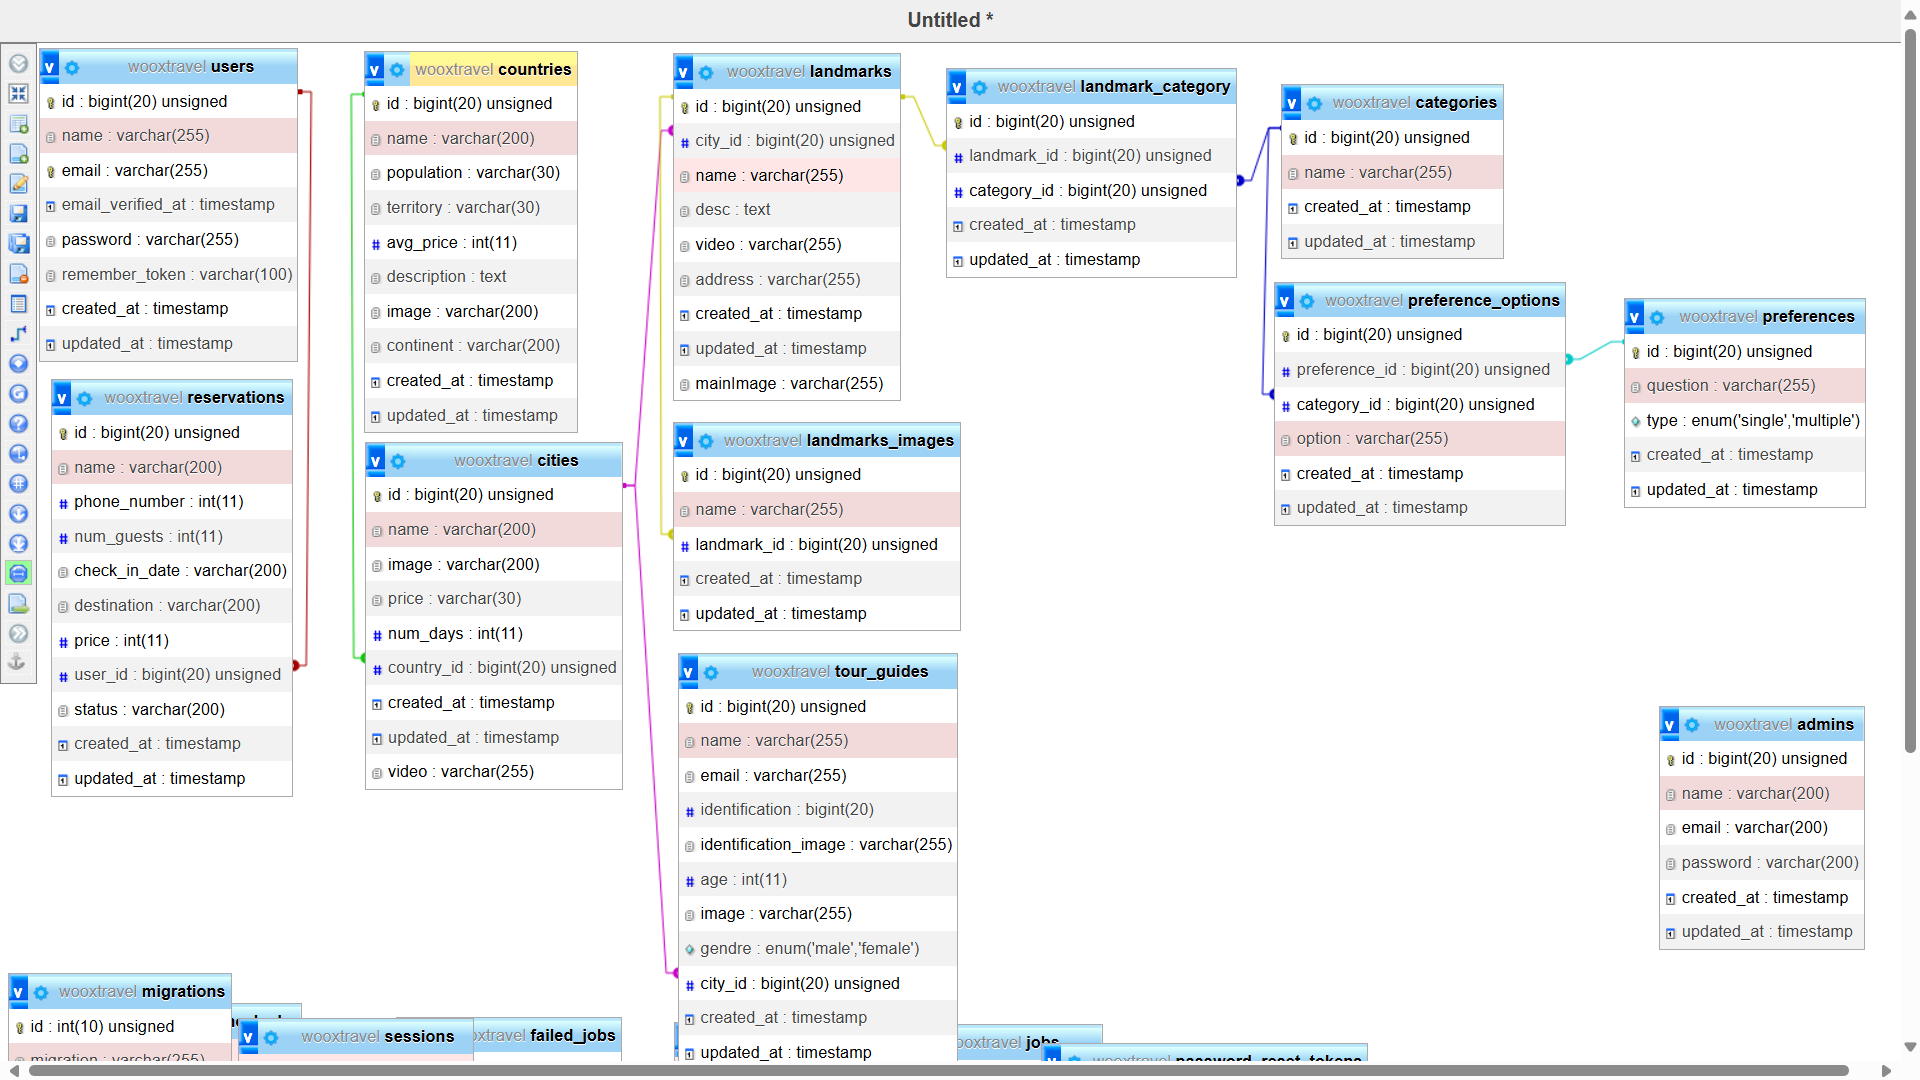 Untitled *
wooxtravel users
id : bigint(20) unsigned
name : varchar(255)
email : varchar(255)
email_verified_at : timestamp
password : varchar(255)
remember_token : varchar(100)
created_at : timestamp
updated_at : timestamp
wooxtravel reservations
id : bigint(20) unsigned
name : varchar(200)
phone_number : int(11)
num_guests : int(11)
check_in_date : varchar(200)
destination : varchar(200)
price : int(11)
user_id : bigint(20) unsigned
status : varchar(200)
created_at : timestamp
updated_at : timestamp
wooxtravel countries
id : bigint(20) unsigned
name : varchar(200)
population : varchar(30)
territory : varchar(30)
avg_price : int(11)
description : text
image : varchar(200)
continent : varchar(200)
created_at : timestamp
updated_at : timestamp
wooxtravel cities
id : bigint(20) unsigned
name : varchar(200)
image : varchar(200)
price : varchar(30)
num_days : int(11)
country_id : bigint(20) unsigned
created_at : timestamp
updated_at : timestamp
video : varchar(255)
wooxtravel landmarks
id : bigint(20) unsigned
city_id : bigint(20) unsigned
name : varchar(255)
desc : text
video : varchar(255)
address : varchar(255)
created_at : timestamp
updated_at : timestamp
mainImage : varchar(255)
wooxtravel landmarks_images
id : bigint(20) unsigned
name : varchar(255)
landmark_id : bigint(20) unsigned
created_at : timestamp
updated_at : timestamp
wooxtravel tour_guides
id : bigint(20) unsigned
name : varchar(255)
email : varchar(255)
identification : bigint(20)
identification_image : varchar(255)
age : int(11)
image : varchar(255)
gendre : enum('male','female')
city_id : bigint(20) unsigned
created_at : timestamp
updated_at : timestamp
wooxtravel landmark_category
id : bigint(20) unsigned
landmark_id : bigint(20) unsigned
category_id : bigint(20) unsigned
created_at : timestamp
updated_at : timestamp
wooxtravel categories
id : bigint(20) unsigned
name : varchar(255)
created_at : timestamp
updated_at : timestamp
wooxtravel preference_options
id : bigint(20) unsigned
preference_id : bigint(20) unsigned
category_id : bigint(20) unsigned
option : varchar(255)
created_at : timestamp
updated_at : timestamp
wooxtravel preferences
id : bigint(20) unsigned
question : varchar(255)
type : enum('single','multiple')
created_at : timestamp
updated_at : timestamp
wooxtravel admins
id : bigint(20) unsigned
name : varchar(200)
email : varchar(200)
password : varchar(200)
created_at : timestamp
updated_at : timestamp
wooxtravel migrations
id : int(10) unsigned
migration : varchar(255)
wooxtravel sessions
failed_jobs
jobs
wooxtravel password_reset_tokens